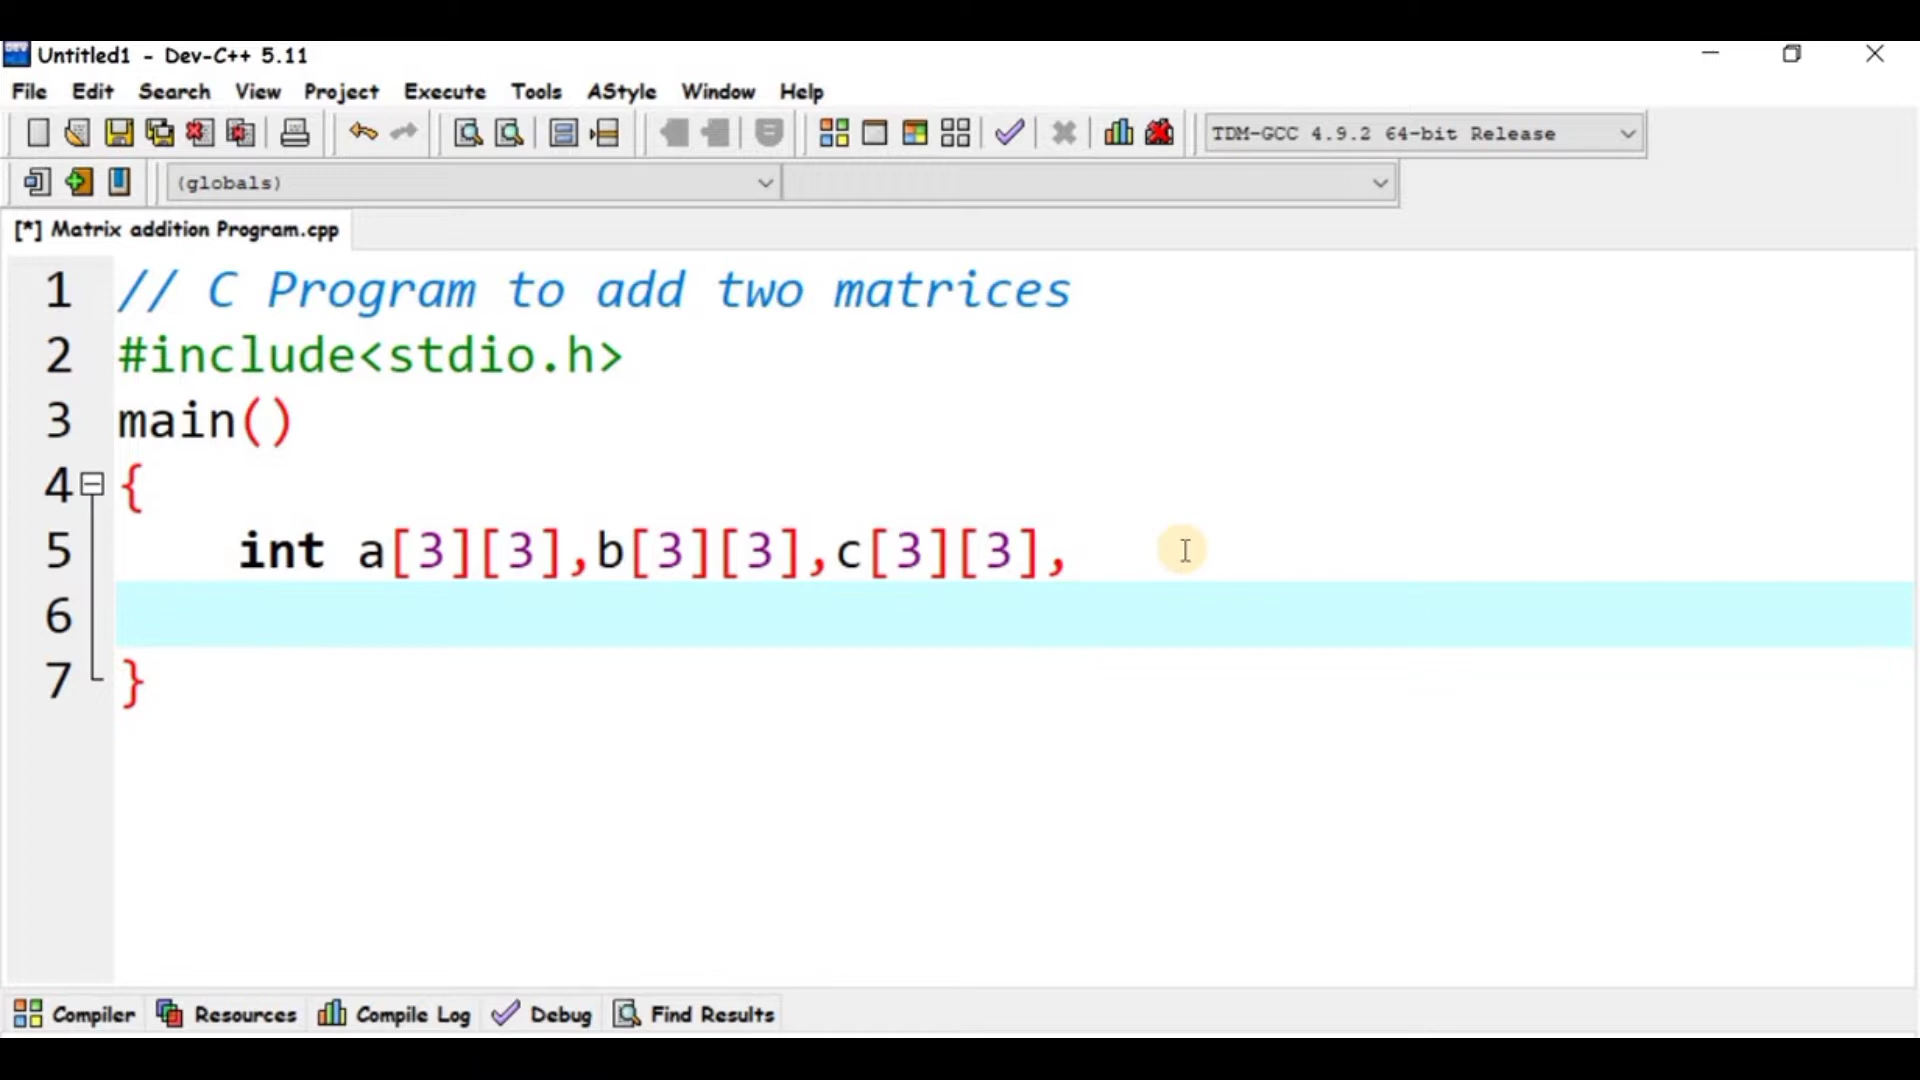 Untitled1 - Dev-C++ 5.11
File Edit Search View Project Execute Tools AStyle Window Help
TDM-GCC 4.9.2 64-bit Release
(globals)
[*] Matrix addition Program.cpp
1 // C Program to add two matrices
2 #include<stdio.h>
3 main()
4 {
5 int a[3][3],b[3][3],c[3][3],
6
7 }
Compiler Resources Compile Log Debug Find Results